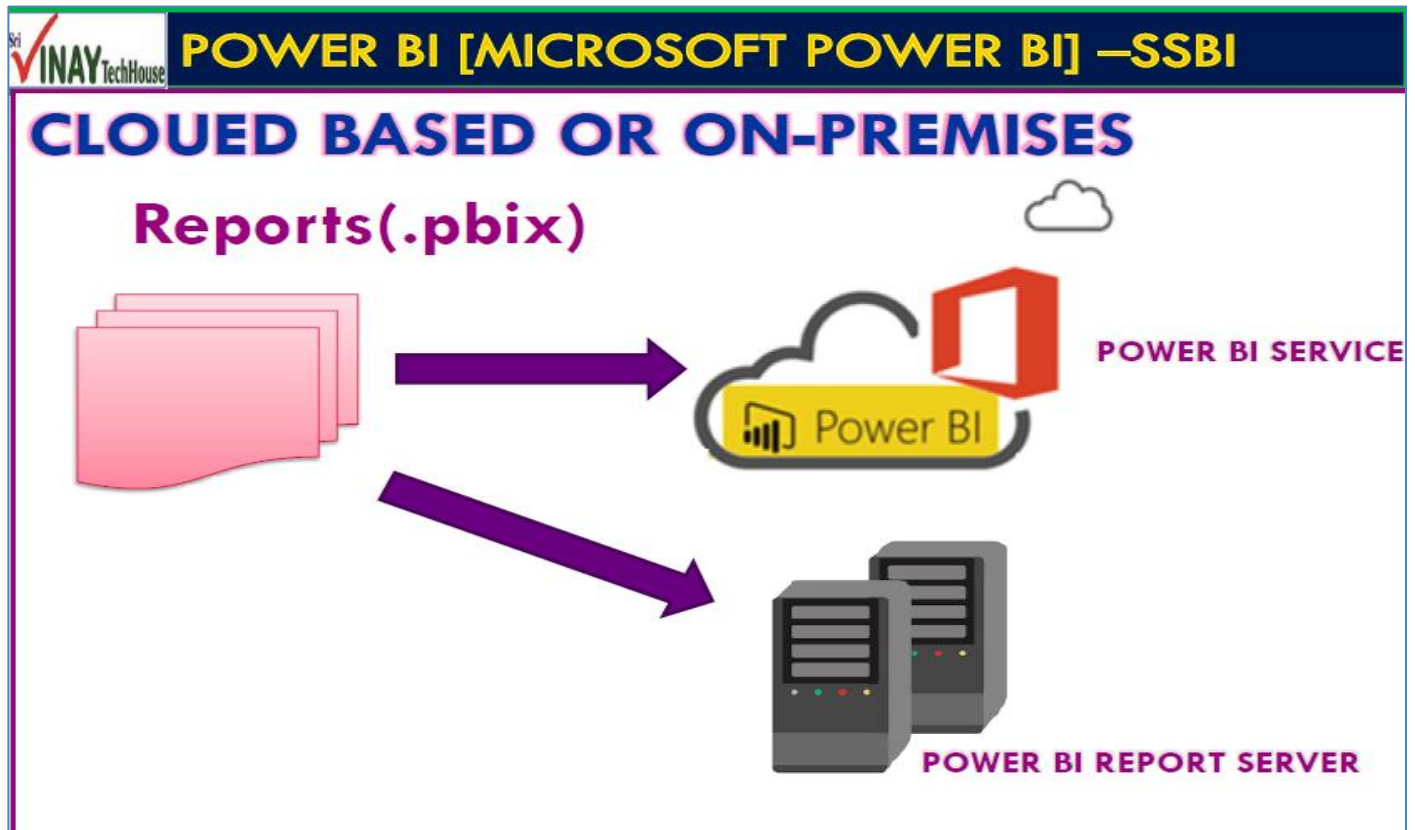 Sri VINAY TechHouse
POWER BI [MICROSOFT POWER BI] –SSBI
CLOUED BASED OR ON-PREMISES
Reports(.pbix)
POWER BI SERVICE
Power BI
POWER BI REPORT SERVER